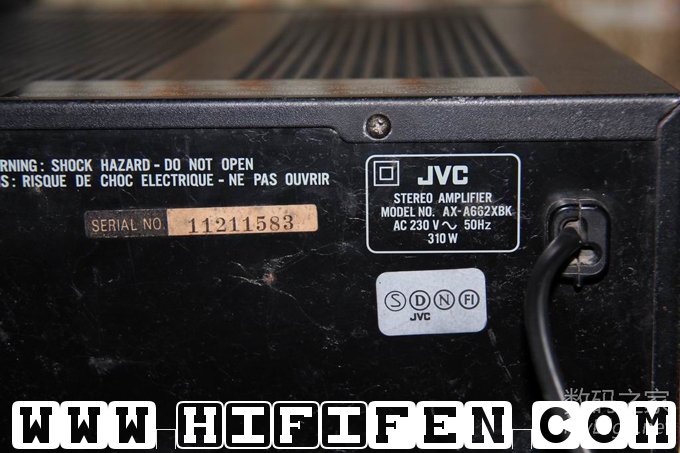 RNING: SHOCK HAZARD - DO NOT OPEN
S: RISQUE DE CHOC ELECTRIQUE - NE PAS OUVRIR
SERIAL NO. 11211583
JVC
STEREO AMPLIFIER
MODEL NO. AX-A662XBK
AC 230 V ~ 50Hz
310 W
S D N FI
JVC
数码之家
WWW.HIFIFEN.COM